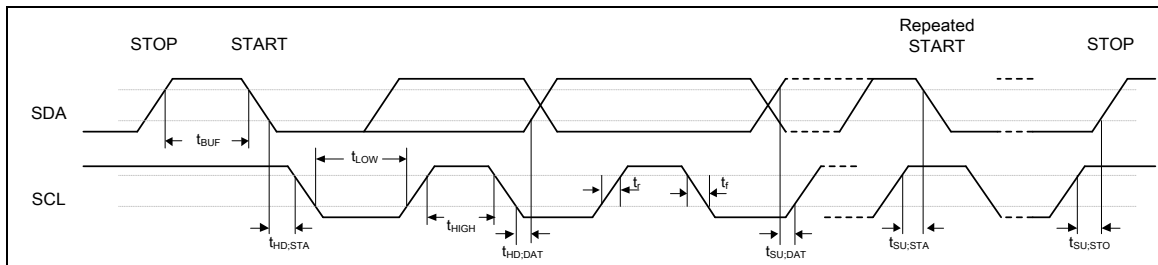 Repeated
STOP START START STOP
SDA
tBUF
tLOW
SCL
tr tf
tHIGH
tHD;STA tHD;DAT tSU;DAT tSU;STA tSU;STO